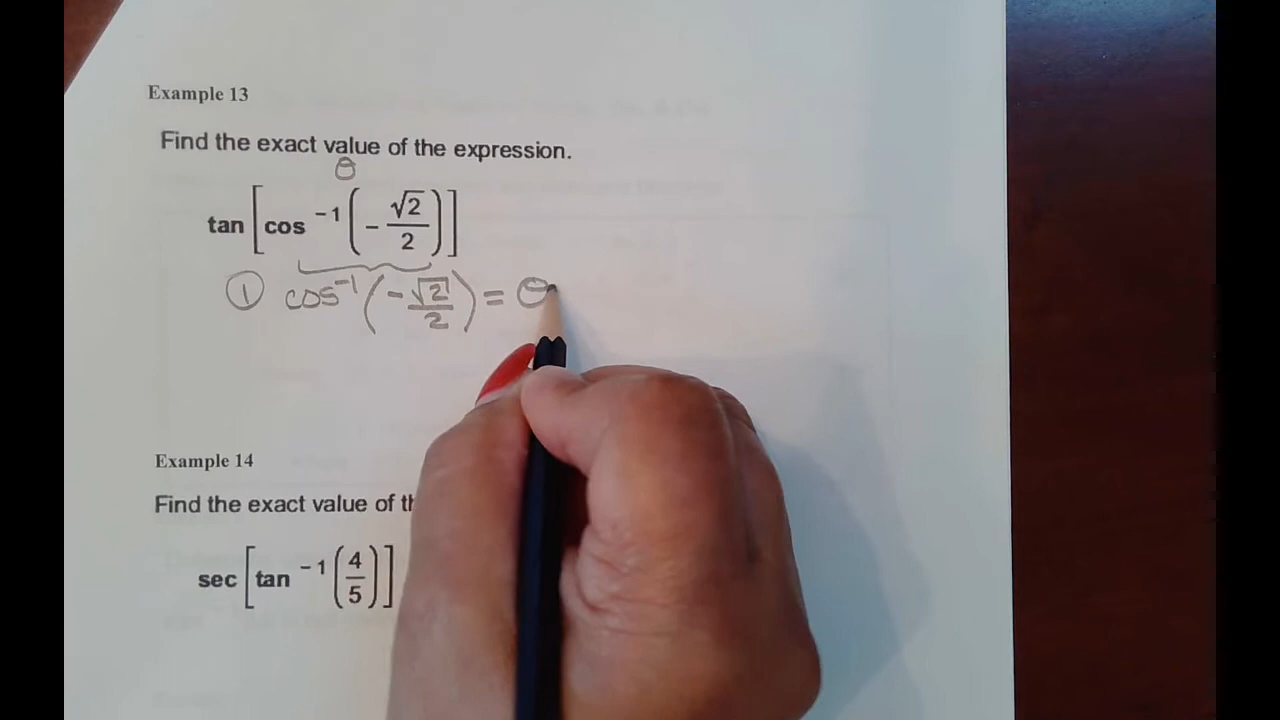 Example 13
Find the exact value of the expression.
θ
tan [cos⁻¹(-√2/2)]
① cos⁻¹(-√2/2) = θ
Example 14
Find the exact value of
sec [tan⁻¹(4/5)]